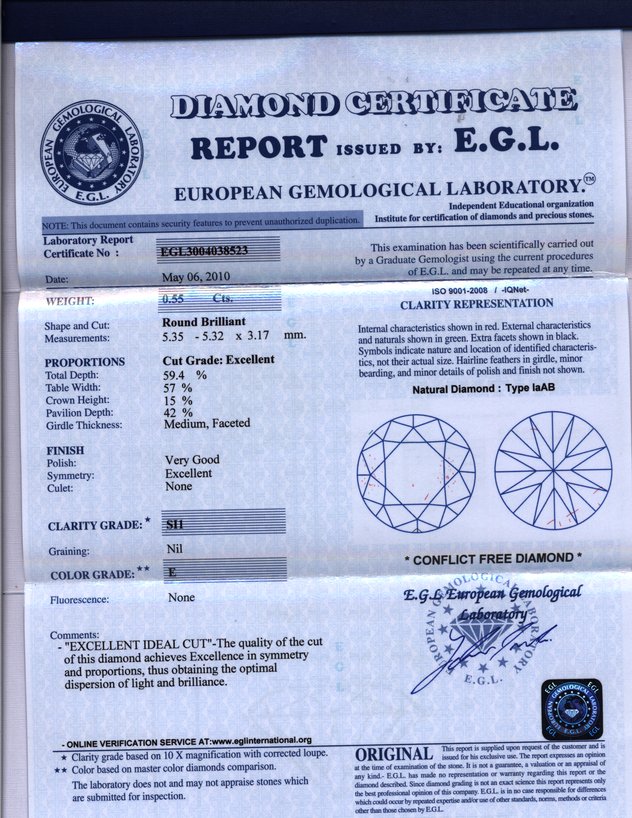 DIAMOND CERTIFICATE
REPORT ISSUED BY: E.G.L.
EUROPEAN GEMOLOGICAL LABORATORY
E.G.L.
EUROPEAN GEMOLOGICAL LABORATORY.℠
Independent Educational organization
Institute for certification of diamonds and precious stones.
NOTE: This document contains security features to prevent unauthorized duplication.
Laboratory Report
Certificate No : EGL3004038523
Date: May 06, 2010
This examination has been scientifically carried out
by a Graduate Gemologist using the current procedures
of E.G.L. and may be repeated at any time.
WEIGHT: 0.55 Cts.
Shape and Cut: Round Brilliant
Measurements: 5.35 - 5.32 x 3.17 mm.
PROPORTIONS Cut Grade: Excellent
Total Depth: 59.4 %
Table Width: 57 %
Crown Height: 15 %
Pavilion Depth: 42 %
Girdle Thickness: Medium, Faceted
FINISH
Polish: Very Good
Symmetry: Excellent
Culet: None
CLARITY GRADE:* SI1
Graining: Nil
COLOR GRADE:** E
Fluorescence: None
Comments:
- "EXCELLENT IDEAL CUT"-The quality of the cut
of this diamond achieves Excellence in symmetry
and proportions, thus obtaining the optimal
dispersion of light and brilliance.
ISO 9001-2008 / -IQNet-
CLARITY REPRESENTATION
Internal characteristics shown in red. External characteristics
and naturals shown in green. Extra facets shown in black.
Symbols indicate nature and location of identified characteris-
tics, not their actual size. Hairline feathers in girdle, minor
bearding, and minor details of polish and finish not shown.
Natural Diamond : Type IaAB
* CONFLICT FREE DIAMOND *
E.G.L European Gemological
Laboratory
EUROPEAN GEMOLOGICAL LABORATORY
E.G.L.
EGL EGL
EUROPEAN GEMOLOGICAL LABORATORY
E.G.L.
EGL EGL
- ONLINE VERIFICATION SERVICE AT:www.eglinternational.org
★ Clarity grade based on 10 X magnification with corrected loupe.
★★ Color based on master color diamonds comparison.
The laboratory does not and may not appraise stones which
are submitted for inspection.
ORIGINAL This report is supplied upon request of the customer and is
issued for his exclusive use. The report expresses an opinion
at the time of examination of the stone. It is not a guarantee, a valuation or an appraisal of
any kind.- E.G.L. has made no representation or warranty regarding this report or the
diamond described. Since diamond grading is not an exact science this report represents only
the best professional opinion of this company. E.G.L. is in no case responsible for differences
which could occur by repeated expertise and/or use of other standards, norms, methods or criteria
other than those chosen by E.G.L.